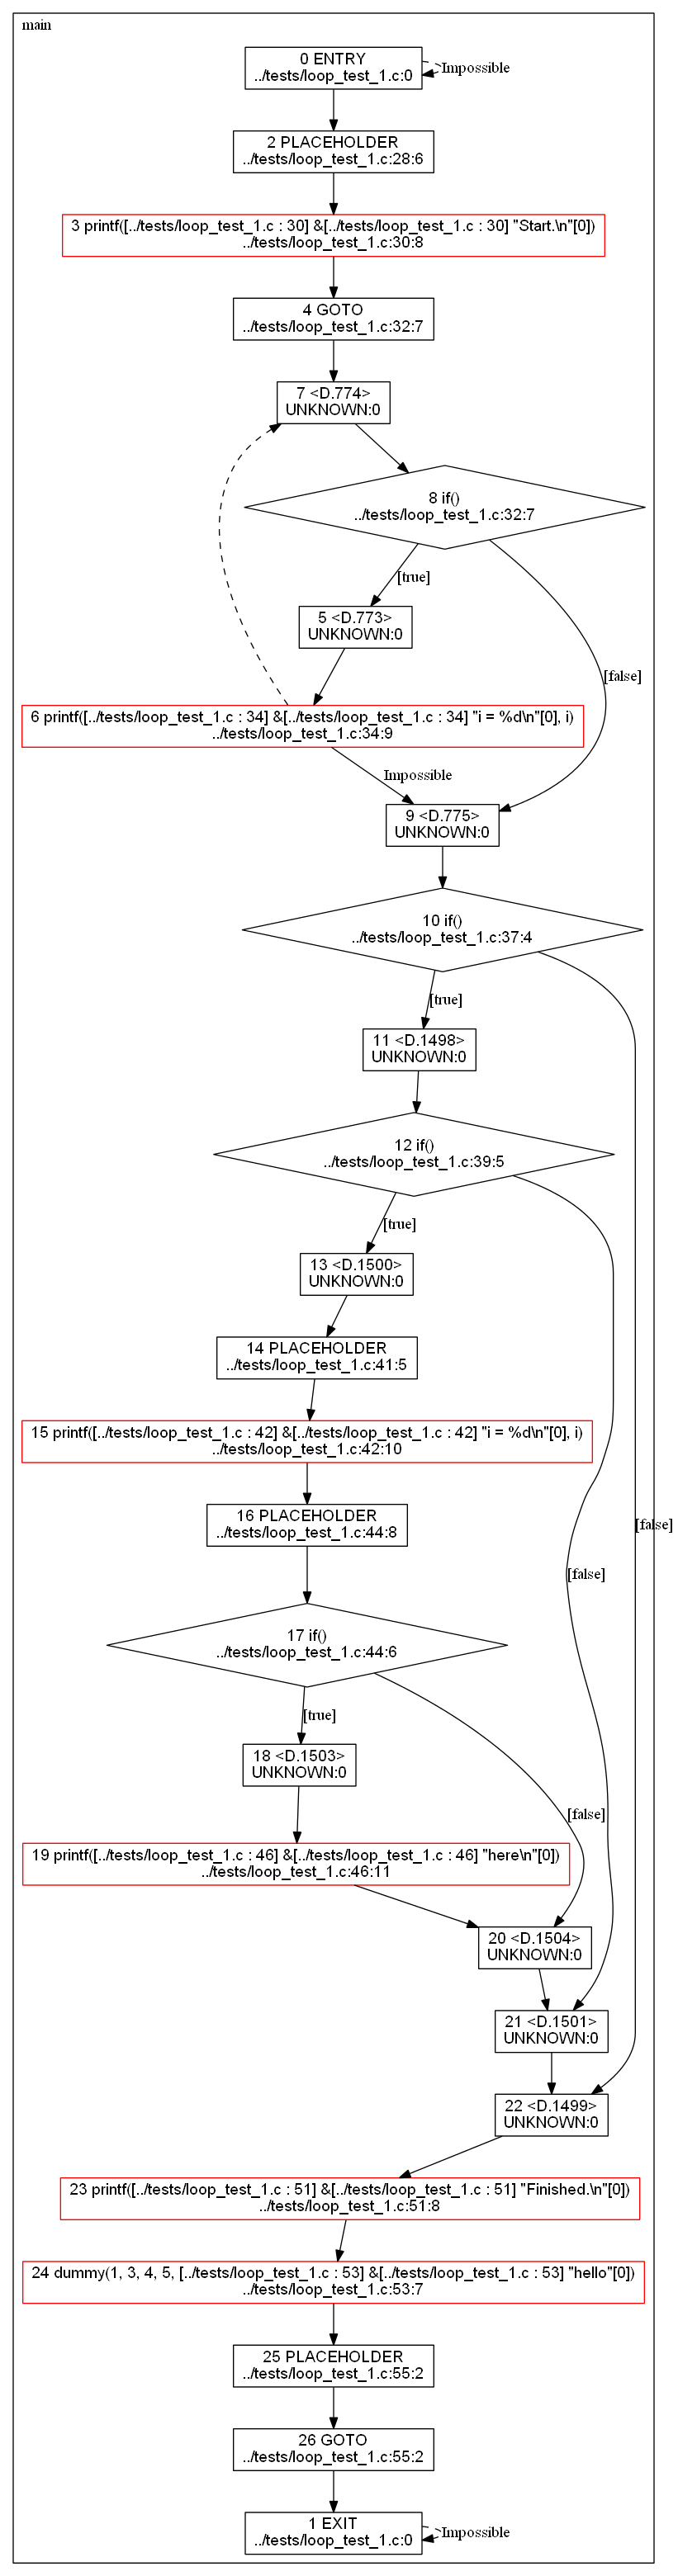 main
0 ENTRY
../tests/loop_test_1.c:0
Impossible
2 PLACEHOLDER
../tests/loop_test_1.c:28:6
3 printf([../tests/loop_test_1.c : 30] &[../tests/loop_test_1.c : 30] "Start.\n"[0])
../tests/loop_test_1.c:30:8
4 GOTO
../tests/loop_test_1.c:32:7
7 <D.774>
UNKNOWN:0
8 if()
../tests/loop_test_1.c:32:7
[true]
5 <D.773>
UNKNOWN:0
[false]
6 printf([../tests/loop_test_1.c : 34] &[../tests/loop_test_1.c : 34] "i = %d\n"[0], i)
../tests/loop_test_1.c:34:9
Impossible
9 <D.775>
UNKNOWN:0
10 if()
../tests/loop_test_1.c:37:4
[true]
11 <D.1498>
UNKNOWN:0
12 if()
../tests/loop_test_1.c:39:5
[true]
13 <D.1500>
UNKNOWN:0
14 PLACEHOLDER
../tests/loop_test_1.c:41:5
15 printf([../tests/loop_test_1.c : 42] &[../tests/loop_test_1.c : 42] "i = %d\n"[0], i)
../tests/loop_test_1.c:42:10
16 PLACEHOLDER
../tests/loop_test_1.c:44:8
[false]
[false]
17 if()
../tests/loop_test_1.c:44:6
[true]
18 <D.1503>
UNKNOWN:0
[false]
19 printf([../tests/loop_test_1.c : 46] &[../tests/loop_test_1.c : 46] "here\n"[0])
../tests/loop_test_1.c:46:11
20 <D.1504>
UNKNOWN:0
21 <D.1501>
UNKNOWN:0
22 <D.1499>
UNKNOWN:0
23 printf([../tests/loop_test_1.c : 51] &[../tests/loop_test_1.c : 51] "Finished.\n"[0])
../tests/loop_test_1.c:51:8
24 dummy(1, 3, 4, 5, [../tests/loop_test_1.c : 53] &[../tests/loop_test_1.c : 53] "hello"[0])
../tests/loop_test_1.c:53:7
25 PLACEHOLDER
../tests/loop_test_1.c:55:2
26 GOTO
../tests/loop_test_1.c:55:2
1 EXIT
../tests/loop_test_1.c:0
Impossible